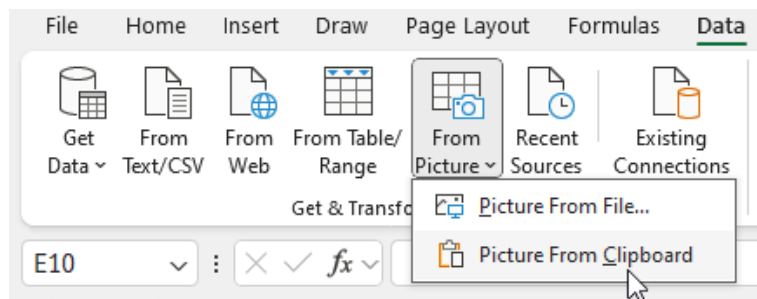 File Home Insert Draw Page Layout Formulas Data
Get From From From Table/ From Recent Existing
Data Text/CSV Web Range Picture Sources Connections
Get & Transfo
Picture From File...
E10 fx Picture From Clipboard